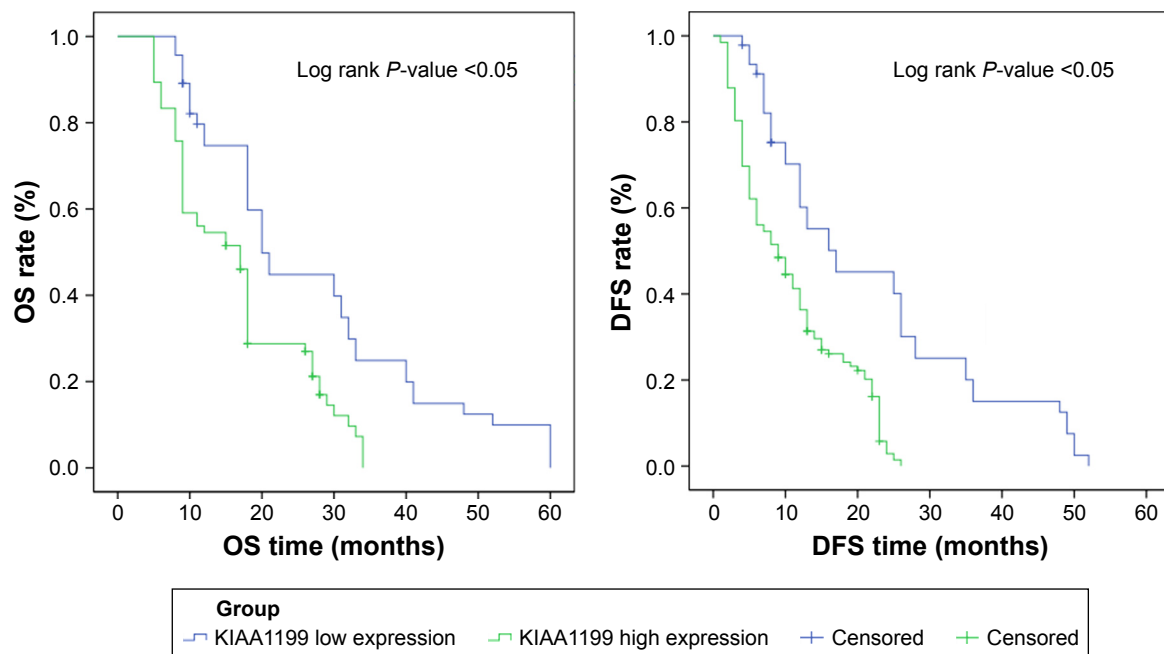 1.0
0.8
0.6
0.4
0.2
0.0
OS rate (%)
Log rank P-value <0.05
0 10 20 30 40 50 60
OS time (months)
1.0
0.8
0.6
0.4
0.2
0.0
DFS rate (%)
Log rank P-value <0.05
0 10 20 30 40 50 60
DFS time (months)
Group
KIAA1199 low expression KIAA1199 high expression Censored Censored